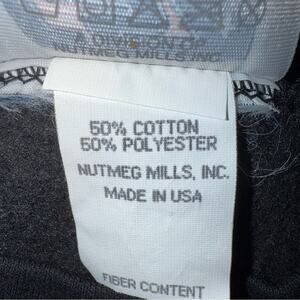 A DIVISION OF
NUTMEG MILLS, INC.
50% COTTON
50% POLYESTER
NUTMEG MILLS, INC.
MADE IN USA
FIBER CONTENT